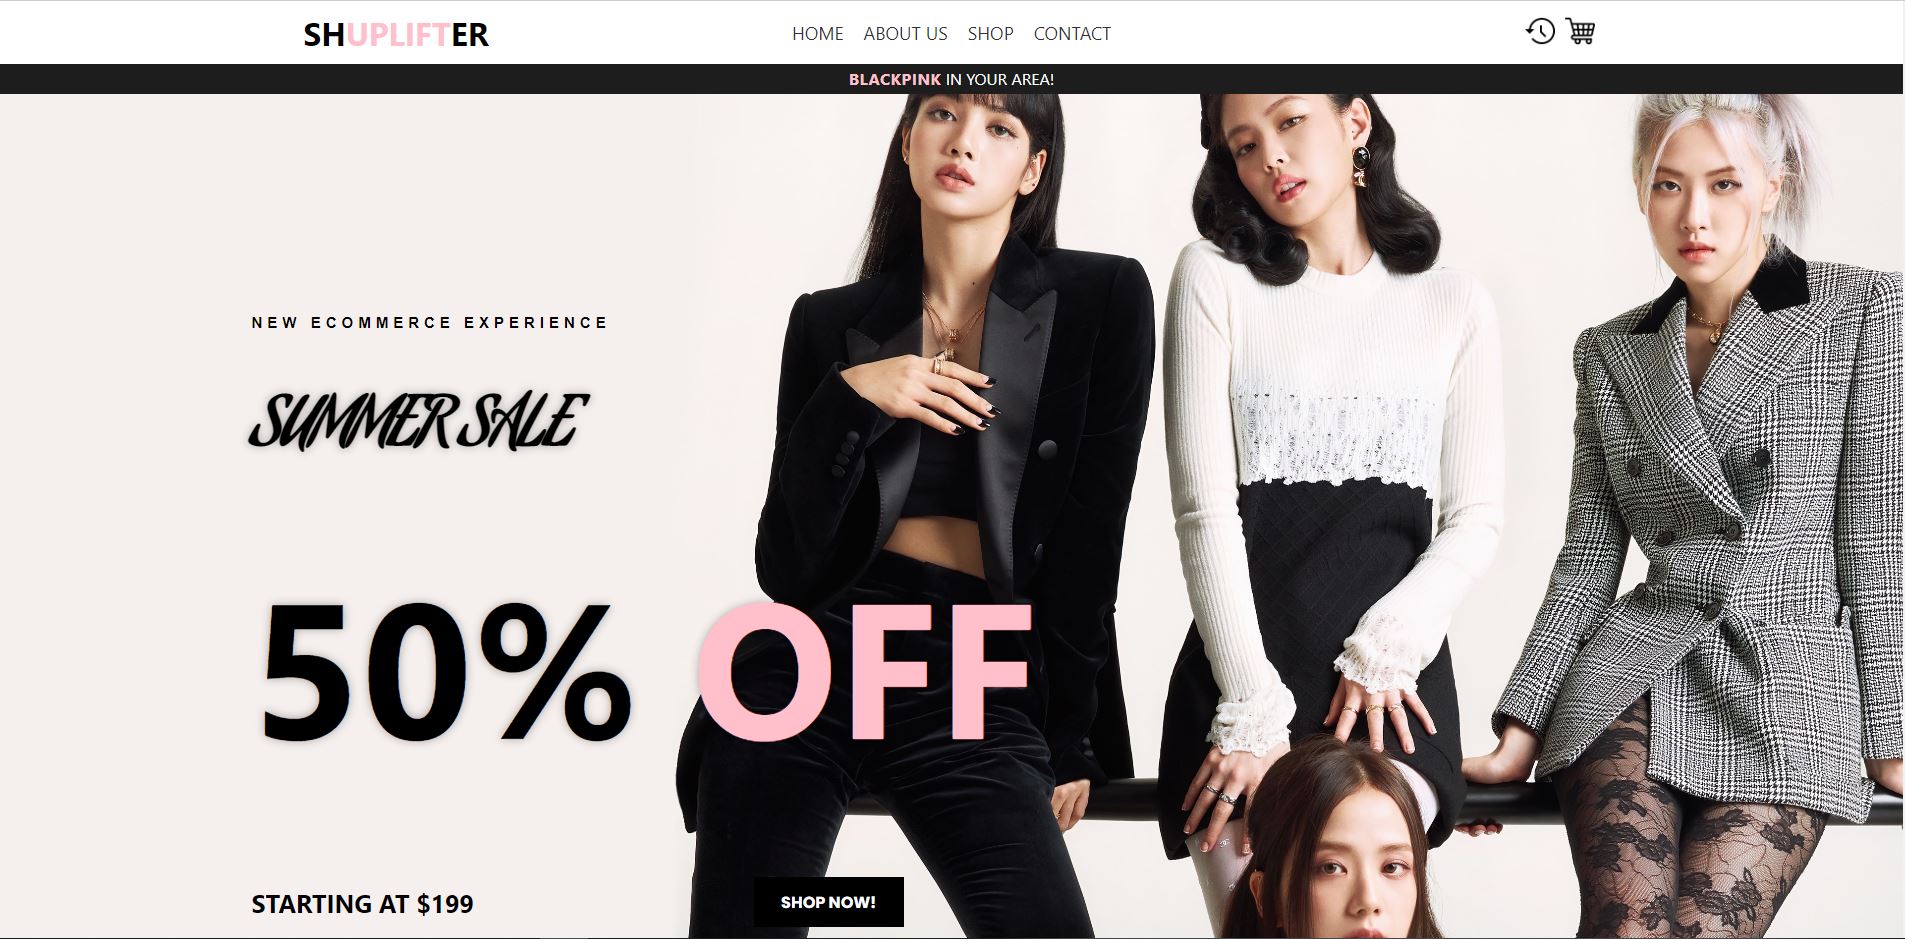 SHUPLIFTER
HOME ABOUT US SHOP CONTACT
BLACKPINK IN YOUR AREA!
NEW ECOMMERCE EXPERIENCE
SUMMER SALE
50% OFF
STARTING AT $199
SHOP NOW!